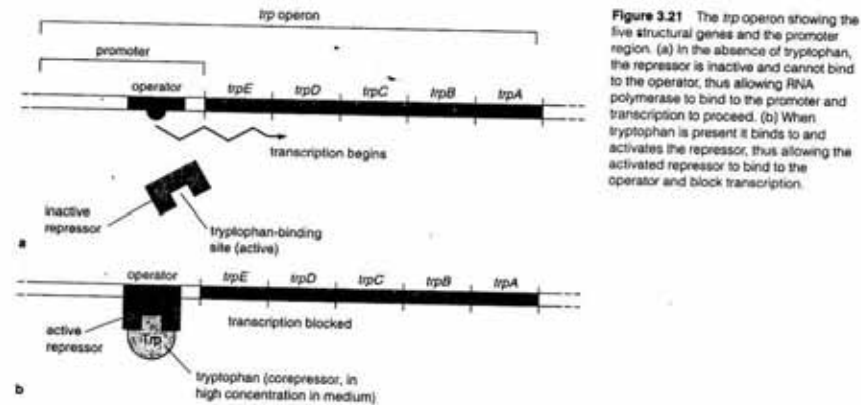 trp operon
promoter
operator trpE trpD trpC trpB trpA
transcription begins
inactive
repressor
tryptophan-binding
site (active)
a
operator trpE trpD trpC trpB trpA
transcription blocked
active
repressor
Trp
tryptophan (corepressor, in
high concentration in medium)
b
Figure 3.21 The trp operon showing the
five structural genes and the promoter
region. (a) In the absence of tryptophan,
the repressor is inactive and cannot bind
to the operator, thus allowing RNA
polymerase to bind to the promoter and
transcription to proceed. (b) When
tryptophan is present it binds to and
activates the repressor, thus allowing the
activated repressor to bind to the
operator and block transcription.